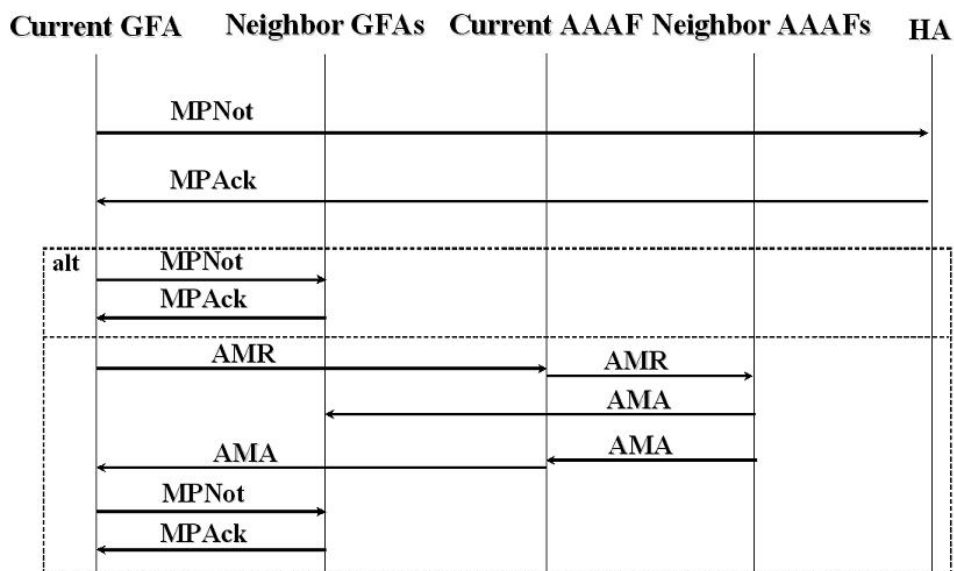 Current GFA Neighbor GFAs Current AAAF Neighbor AAAFs HA
MPNot
MPAck
alt MPNot
MPAck
AMR AMR
AMA
AMA AMA
MPNot
MPAck